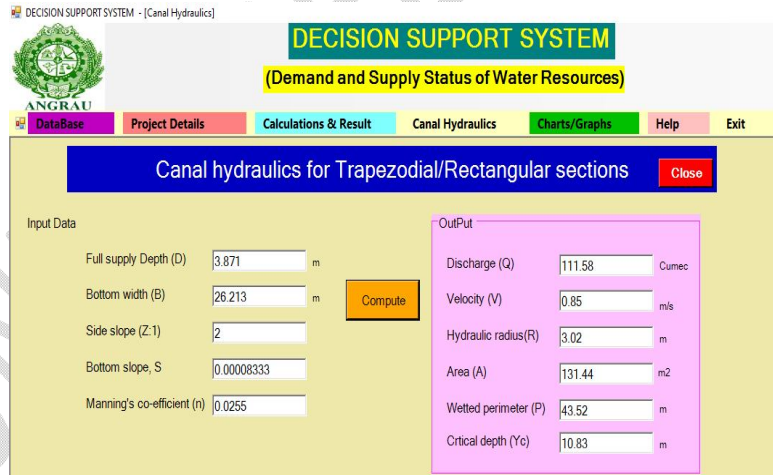 DECISION SUPPORT SYSTEM - [Canal Hydraulics]
DECISION SUPPORT SYSTEM
(Demand and Supply Status of Water Resources)
ANGRAU
DataBase Project Details Calculations & Result Canal Hydraulics Charts/Graphs Help Exit
Canal hydraulics for Trapezodial/Rectangular sections Close
Input Data
Full supply Depth (D) 3.871 m
Bottom width (B) 26.213 m
Side slope (Z:1) 2
Bottom slope, S 0.00008333
Manning's co-efficient (n) 0.0255
Compute
OutPut
Discharge (Q) 111.58 Cumec
Velocity (V) 0.85 m/s
Hydraulic radius(R) 3.02 m
Area (A) 131.44 m2
Wetted perimeter (P) 43.52 m
Crtical depth (Yc) 10.83 m